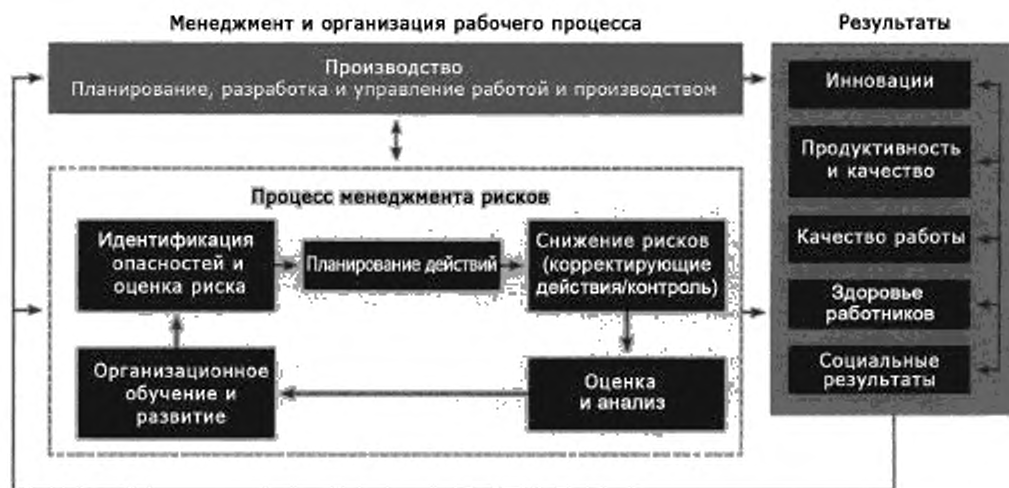 Менеджмент и организация рабочего процесса
Результаты
Производство
Планирование, разработка и управление работой и производством
Процесс менеджмента рисков
Идентификация
опасностей и
оценка риска
Планирование действий
Снижение рисков
(корректирующие
действия/контроль)
Организационное
обучение и
развитие
Оценка
и анализ
Инновации
Продуктивность
и качество
Качество работы
Здоровье
работников
Социальные
результаты